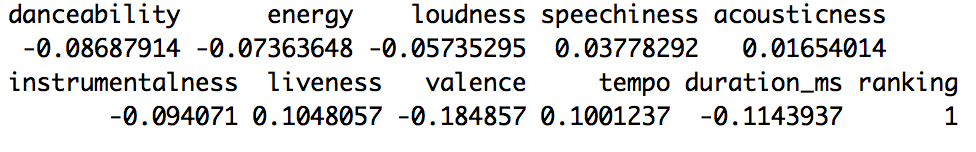 danceability energy loudness speechiness acousticness
-0.08687914 -0.07363648 -0.05735295 0.03778292 0.01654014
instrumentalness liveness valence tempo duration_ms ranking
-0.094071 0.1048057 -0.184857 0.1001237 -0.1143937 1